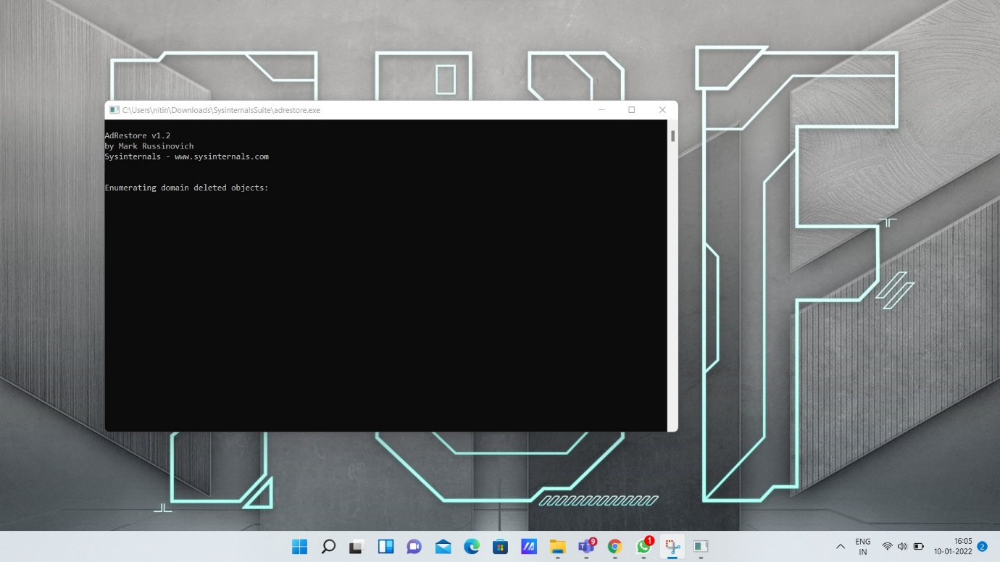 C:\Users\nitin\Downloads\SysinternalsSuite\adrestore.exe
AdRestore v1.2
by Mark Russinovich
Sysinternals - www.sysinternals.com
Enumerating domain deleted objects:
9
1
ENG
IN
16:05
10-01-2022
2